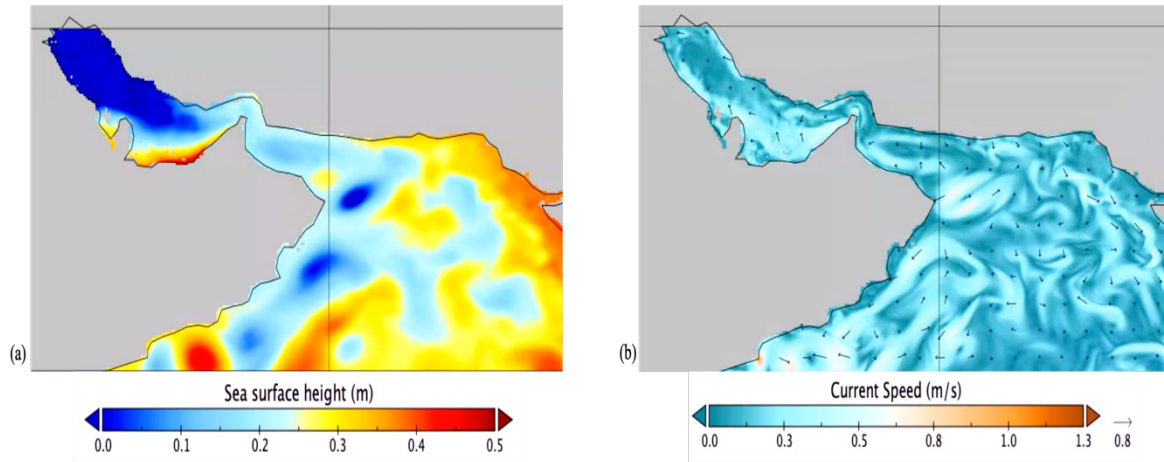 (a)
Sea surface height (m)
0.0 0.1 0.2 0.3 0.4 0.5
(b)
Current Speed (m/s)
0.0 0.3 0.5 0.8 1.0 1.3 0.8